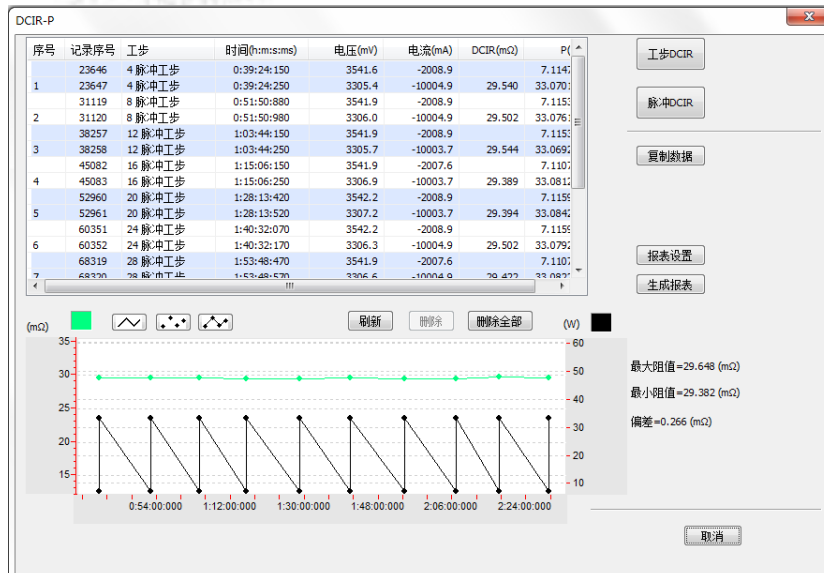 DCIR-P
序号 记录序号 工步 时间(h:m:s:ms) 电压(mV) 电流(mA) DCIR(mΩ) P(
23646 4 脉冲工步 0:39:24:150 3541.6 -2008.9 7.1147
1 23647 4 脉冲工步 0:39:24:250 3305.4 -10004.9 29.540 33.0701
31119 8 脉冲工步 0:51:50:880 3541.9 -2008.9 7.1153
2 31120 8 脉冲工步 0:51:50:980 3306.0 -10004.9 29.502 33.0761
38257 12 脉冲工步 1:03:44:150 3541.9 -2008.9 7.1153
3 38258 12 脉冲工步 1:03:44:250 3305.7 -10003.7 29.544 33.0692
45082 16 脉冲工步 1:15:06:150 3541.9 -2007.6 7.1107
4 45083 16 脉冲工步 1:15:06:250 3306.9 -10003.7 29.389 33.0812
52960 20 脉冲工步 1:28:13:420 3542.2 -2008.9 7.1159
5 52961 20 脉冲工步 1:28:13:520 3307.2 -10003.7 29.394 33.0842
60351 24 脉冲工步 1:40:32:070 3542.2 -2008.9 7.1159
6 60352 24 脉冲工步 1:40:32:170 3306.3 -10004.9 29.502 33.0792
68319 28 脉冲工步 1:53:48:470 3541.9 -2007.6 7.1107
7 68320 28 脉冲工步 1:53:48:570 3306.6 -10004.9 29.422
工步DCIR
脉冲DCIR
复制数据
报表设置
生成报表
(mΩ) 刷新 删除 删除全部 (W)
35 60
30 50
25 40
20 30
15 20
10
0:54:00:000 1:12:00:000 1:30:00:000 1:48:00:000 2:06:00:000 2:24:00:000
最大阻值=29.648 (mΩ)
最小阻值=29.382 (mΩ)
偏差=0.266 (mΩ)
取消